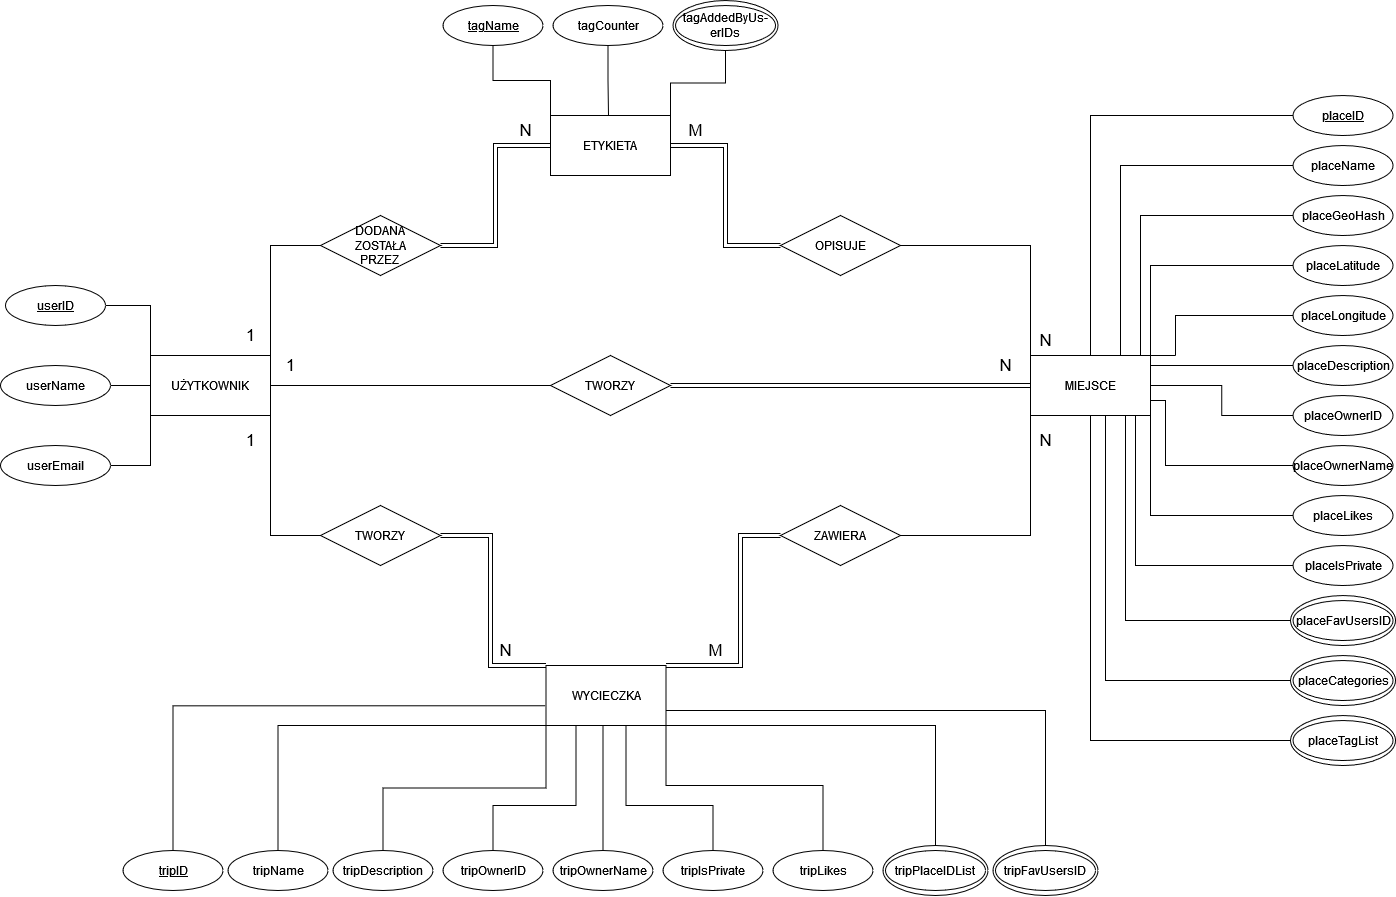 tagName
tagCounter
tagAddedByUs-
erIDs
N
M
ETYKIETA
placeID
placeName
placeGeoHash
placeLatitude
placeLongitude
placeDescription
placeOwnerID
placeOwnerName
placeLikes
placeIsPrivate
placeFavUsersID
placeCategories
placeTagList
DODANA
ZOSTAŁA
PRZEZ
OPISUJE
userID
userName
userEmail
1
1
1
UŻYTKOWNIK
TWORZY
N
N
N
MIEJSCE
TWORZY
ZAWIERA
N
M
WYCIECZKA
tripID
tripName
tripDescription
tripOwnerID
tripOwnerName
tripIsPrivate
tripLikes
tripPlaceIDList
tripFavUsersID